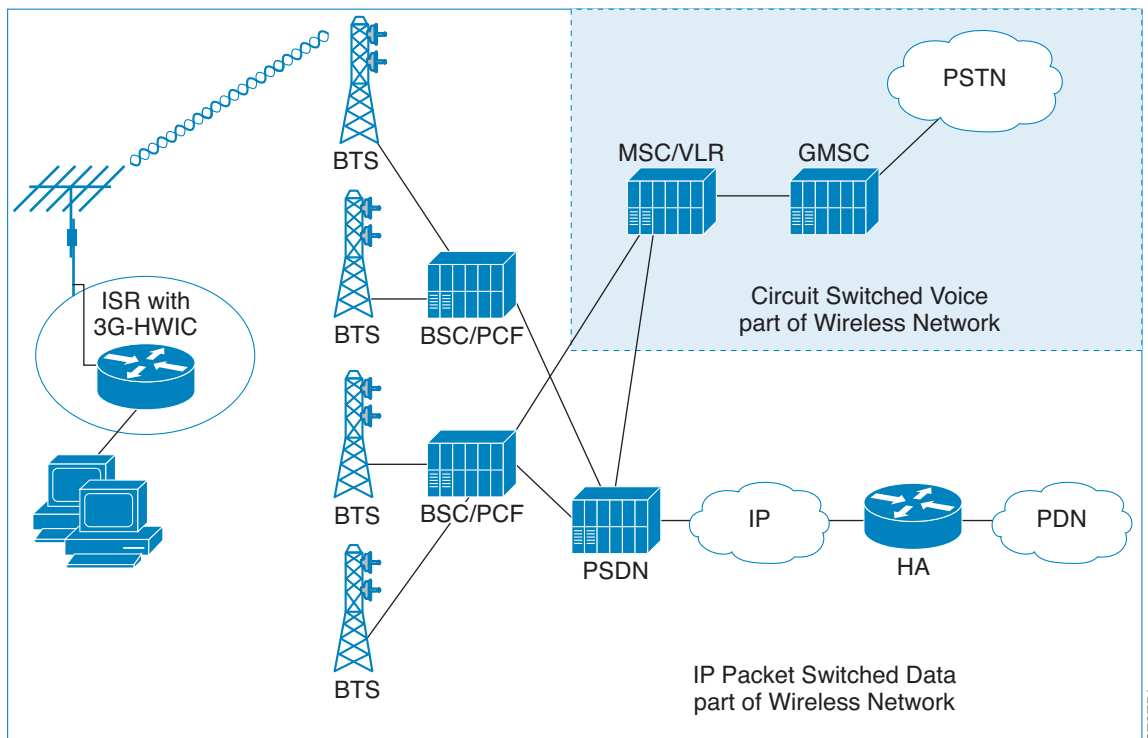 PSTN
MSC/VLR
GMSC
BTS
ISR with
3G-HWIC
Circuit Switched Voice
part of Wireless Network
BTS
BSC/PCF
BTS
BSC/PCF
IP
PDN
PSDN
HA
BTS
IP Packet Switched Data
part of Wireless Network